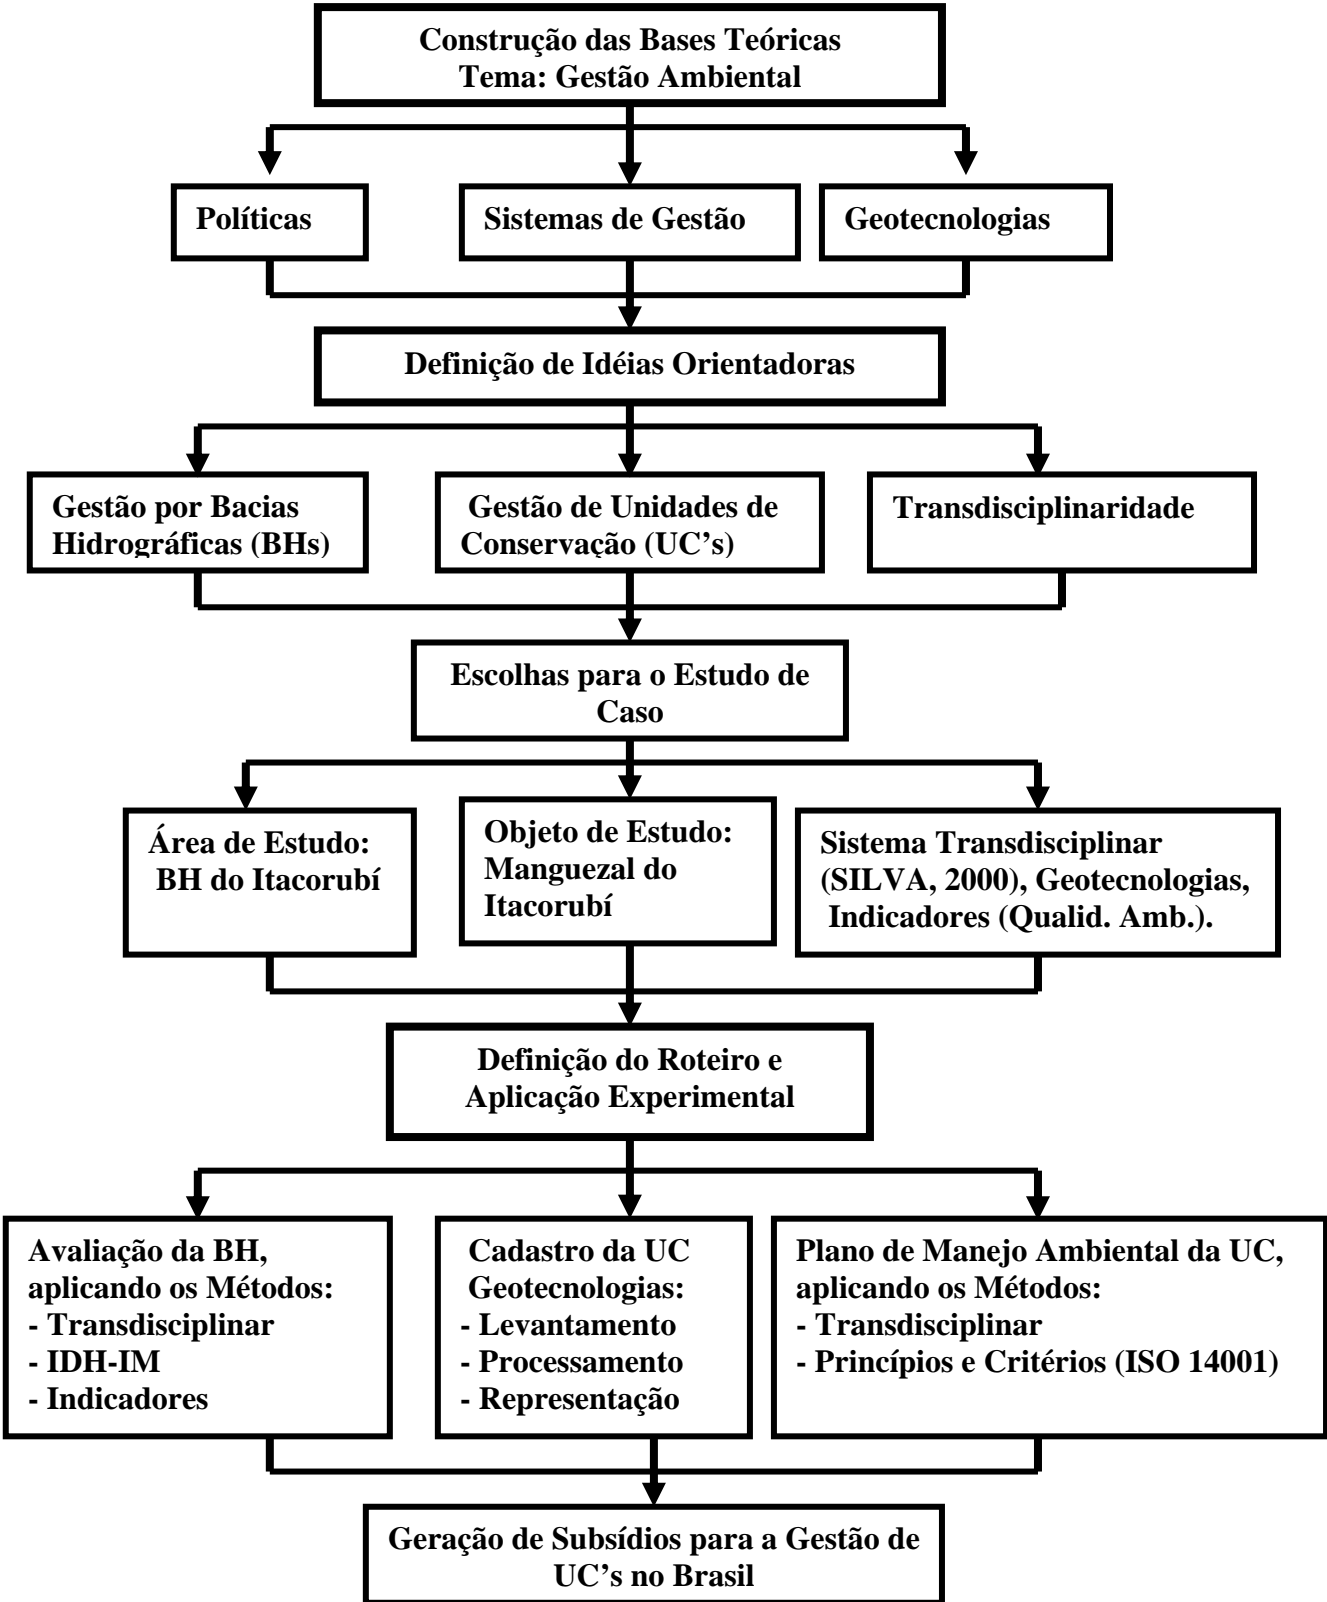 Construção das Bases Teóricas
Tema: Gestão Ambiental
Políticas
Sistemas de Gestão
Geotecnologias
Definição de Idéias Orientadoras
Gestão por Bacias
Hidrográficas (BHs)
Gestão de Unidades de
Conservação (UC’s)
Transdisciplinaridade
Escolhas para o Estudo de
Caso
Área de Estudo:
BH do Itacorubí
Objeto de Estudo:
Manguezal do
Itacorubí
Sistema Transdisciplinar
(SILVA, 2000), Geotecnologias,
Indicadores (Qualid. Amb.).
Definição do Roteiro e
Aplicação Experimental
Avaliação da BH,
aplicando os Métodos:
- Transdisciplinar
- IDH-IM
- Indicadores
Cadastro da UC
Geotecnologias:
- Levantamento
- Processamento
- Representação
Plano de Manejo Ambiental da UC,
aplicando os Métodos:
- Transdisciplinar
- Princípios e Critérios (ISO 14001)
Geração de Subsídios para a Gestão de
UC’s no Brasil